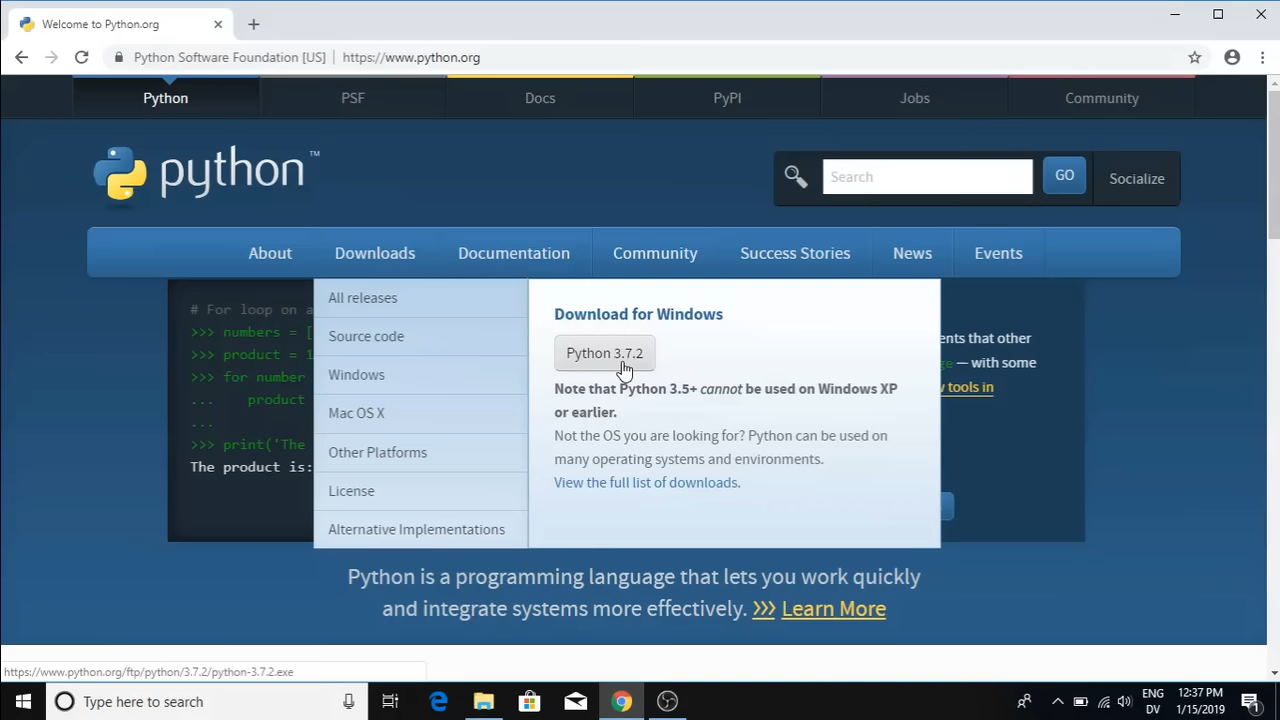 Welcome to Python.org
Python Software Foundation [US] https://www.python.org
Python PSF Docs PyPI Jobs Community
python™
Search GO Socialize
About Downloads Documentation Community Success Stories News Events
# For loop on a
>>> numbers = [
>>> product = 1
>>> for number
... product
...
>>> print('The
The product is:
All releases
Source code
Windows
Mac OS X
Other Platforms
License
Alternative Implementations
Download for Windows
Python 3.7.2
Note that Python 3.5+ cannot be used on Windows XP
or earlier.
Not the OS you are looking for? Python can be used on
many operating systems and environments.
View the full list of downloads.
ents that other
— with some
tools in
Python is a programming language that lets you work quickly
and integrate systems more effectively. >>> Learn More
https://www.python.org/ftp/python/3.7.2/python-3.7.2.exe
Type here to search
ENG 12:37 PM
DV 1/15/2019
1